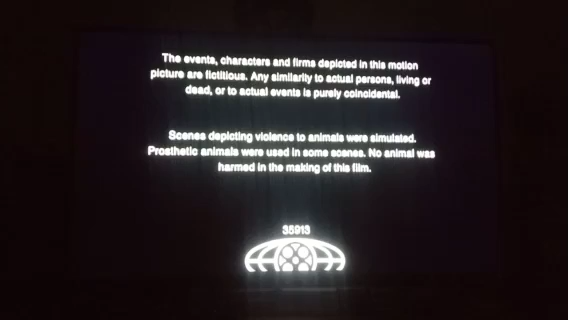 The events, characters and firms depicted in this motion
picture are fictitious. Any similarity to actual persons, living or
dead, or to actual events is purely coincidental.
Scenes depicting violence to animals were simulated.
Prosthetic animals were used in some scenes. No animal was
harmed in the making of this film.
35913